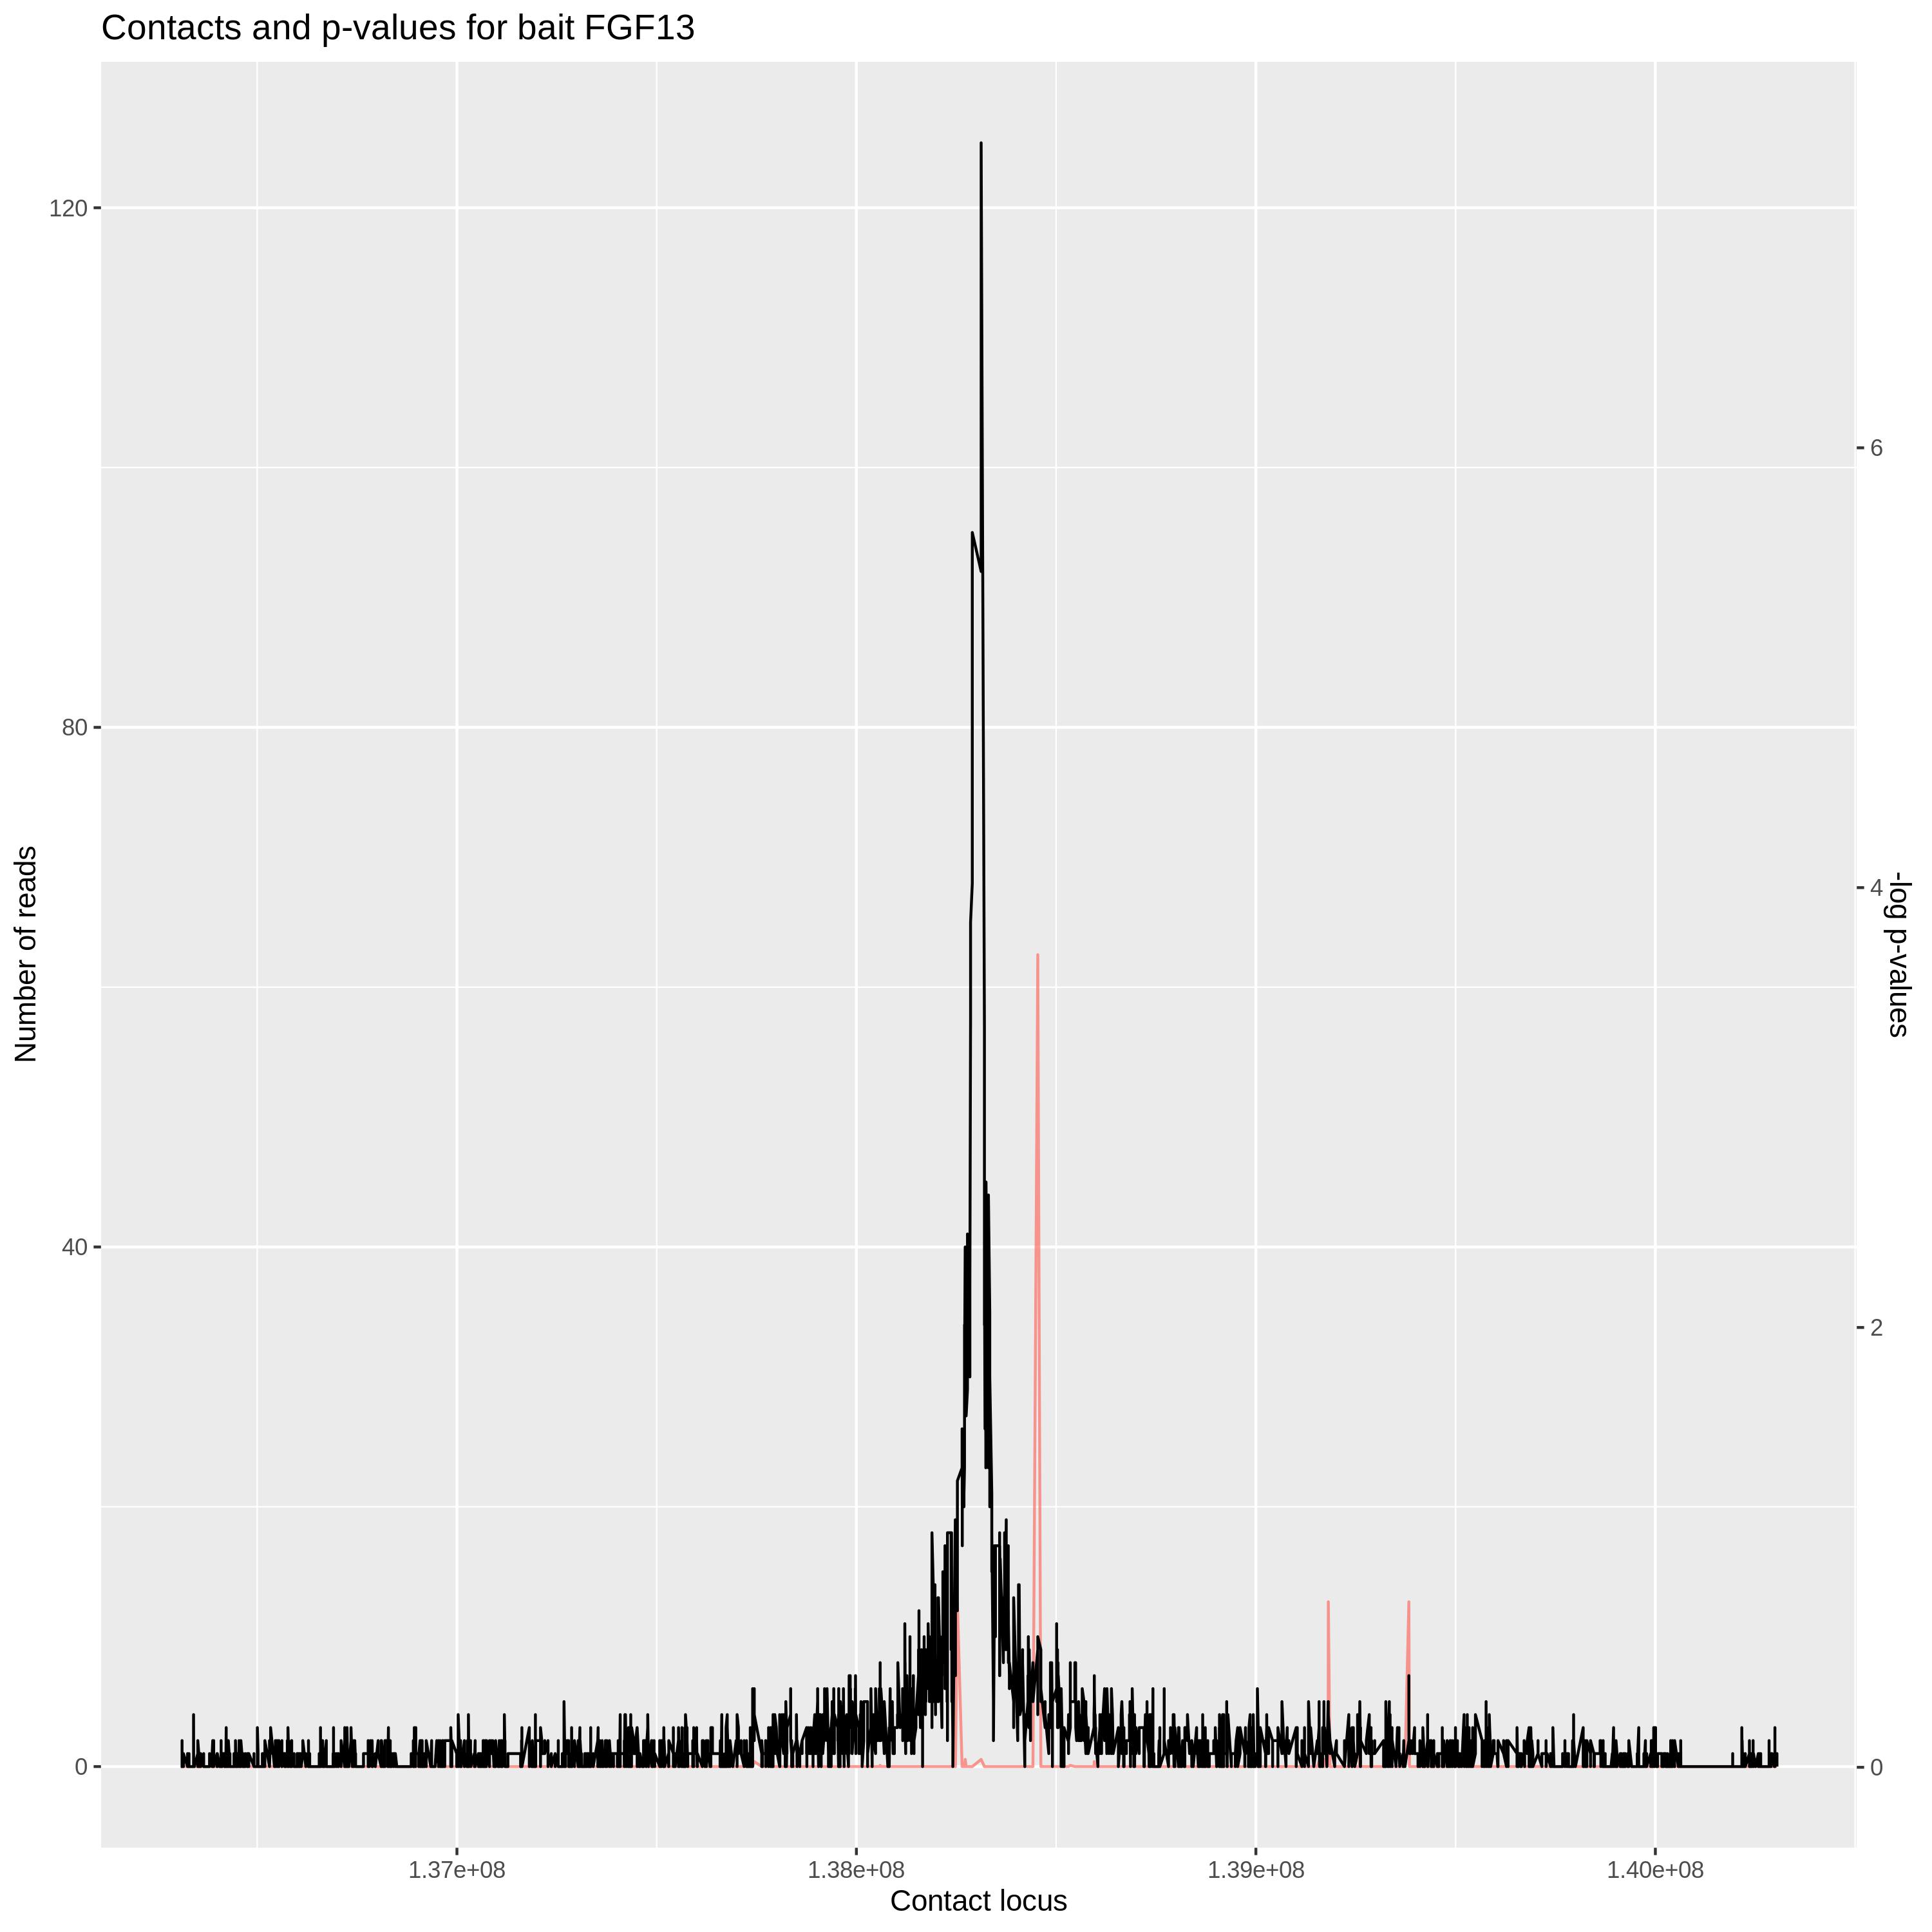 Contacts and p-values for bait FGF13
120
80
40
0
Number of reads
6
4
2
0
-log p-values
1.37e+08
1.38e+08
1.39e+08
1.40e+08
Contact locus